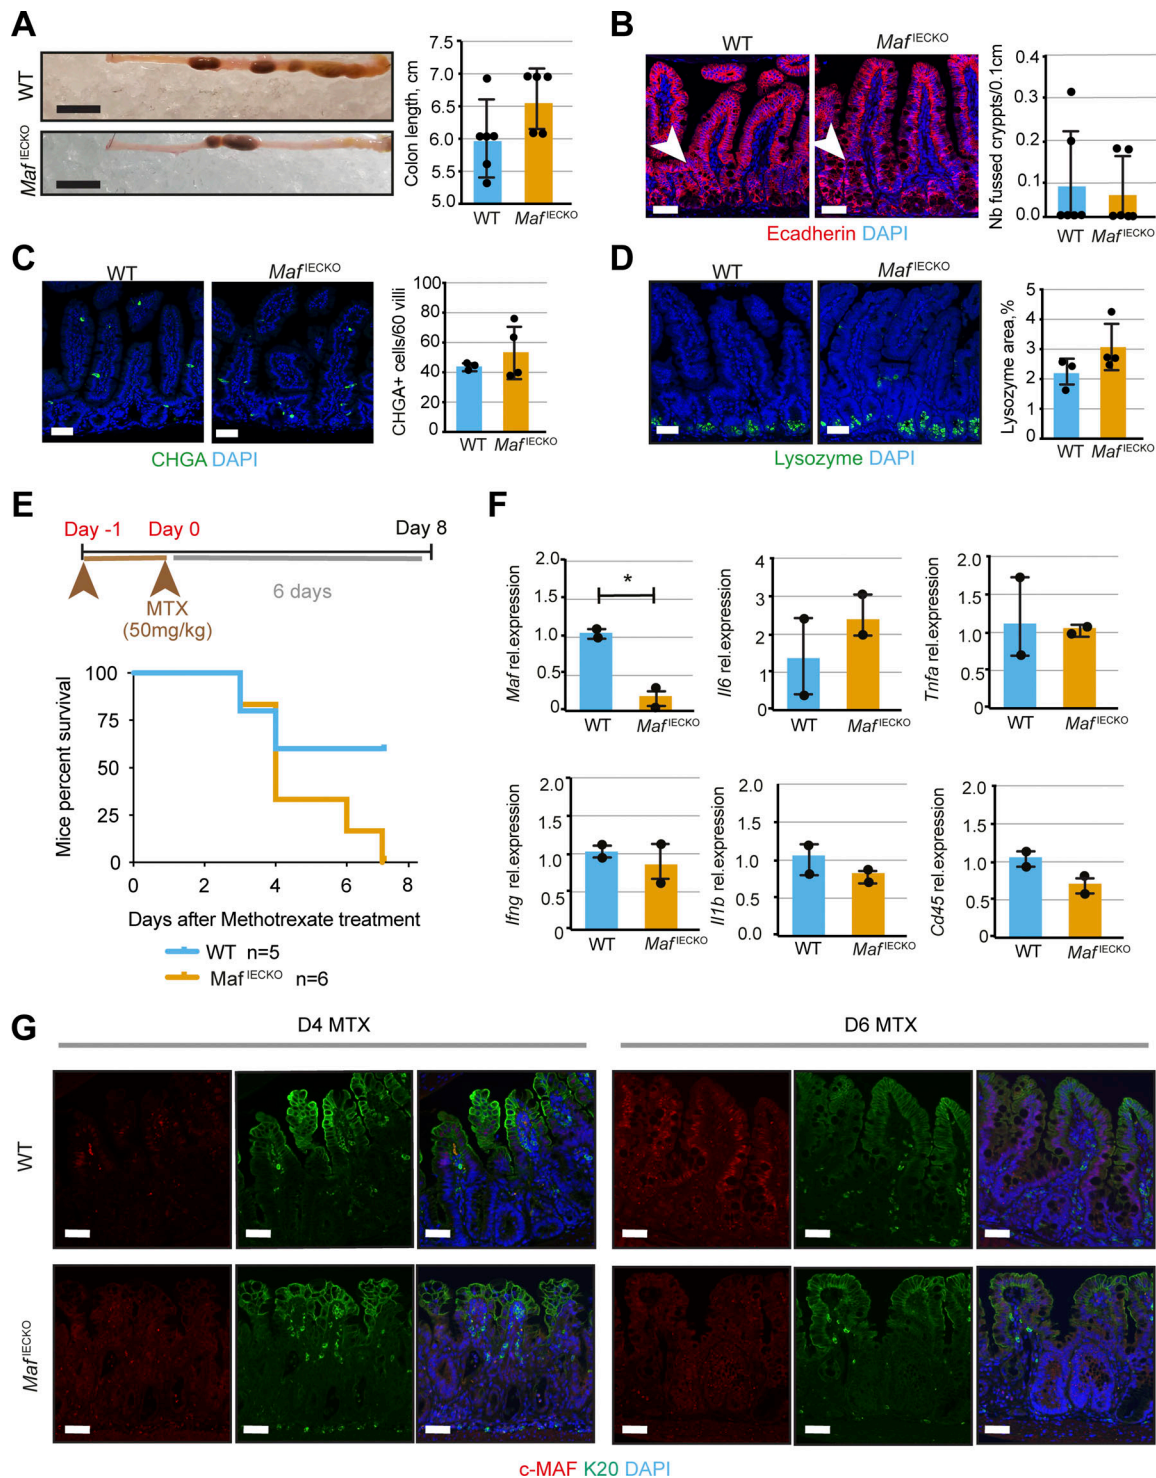 A
WT
Maf IECKO
Colon length, cm
7.5
7.0
6.5
6.0
5.5
5.0
WT Maf IECKO
B
WT Maf IECKO
Ecadherin DAPI
Nb fussed cryppts/0.1cm
0.4
0.3
0.2
0.1
0.0
WT Maf IECKO
C
WT Maf IECKO
CHGA DAPI
CHGA+ cells/60 villi
100
80
60
40
20
0
WT Maf IECKO
D
WT Maf IECKO
Lysozyme DAPI
Lysozyme area,%
5
4
3
2
1
0
WT Maf IECKO
E
Day -1 Day 0 Day 8
6 days
MTX
(50mg/kg)
Mice percent survival
100
75
50
25
0
0 2 4 6 8
Days after Methotrexate treatment
WT n=5
Maf IECKO n=6
F
Maf rel.expression
2.0
1.5
1.0
0.5
0
*
WT Maf IECKO
Il6 rel.expression
4
3
2
1
0
WT Maf IECKO
Tnfa rel.expression
2.0
1.5
1.0
0.5
0
WT Maf IECKO
Ifng rel.expression
2.0
1.5
1.0
0.5
0
WT Maf IECKO
Il1b rel.expression
2.0
1.5
1.0
0.5
0.0
WT Maf IECKO
Cd45 rel.expression
2.0
1.5
1.0
0.5
0
WT Maf IECKO
G
D4 MTX D6 MTX
WT
Maf IECKO
c-MAF K20 DAPI